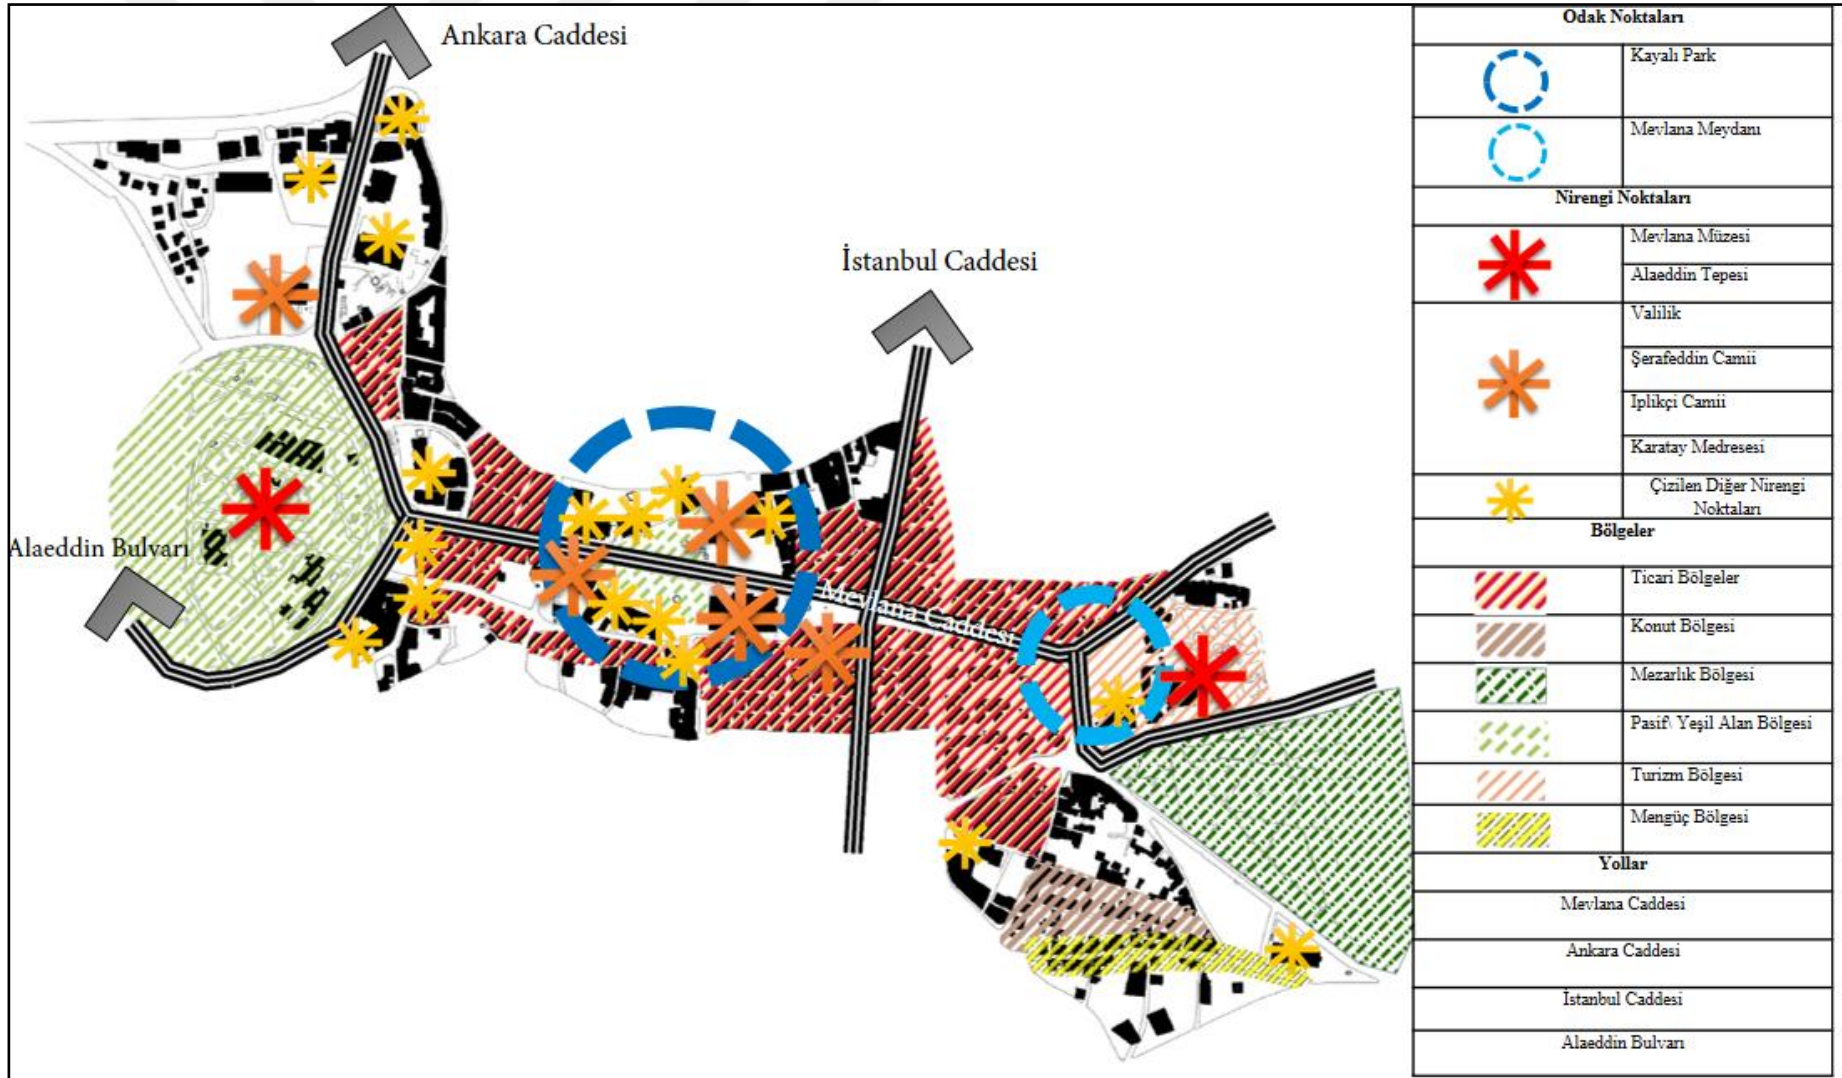 Ankara Caddesi
İstanbul Caddesi
Alaeddin Bulvarı
Mevlana Caddesi
Odak Noktaları
Kayalı Park
Mevlana Meydanı
Nirengi Noktaları
Mevlana Müzesi
Alaeddin Tepesi
Valilik
Şerafeddin Camii
Iplikçi Camii
Karatay Medresesi
Çizilen Diğer Nirengi
Noktaları
Bölgeler
Ticari Bölgeler
Konut Bölgesi
Mezarlık Bölgesi
Pasif\ Yeşil Alan Bölgesi
Turizm Bölgesi
Mengüç Bölgesi
Yollar
Mevlana Caddesi
Ankara Caddesi
İstanbul Caddesi
Alaeddin Bulvarı